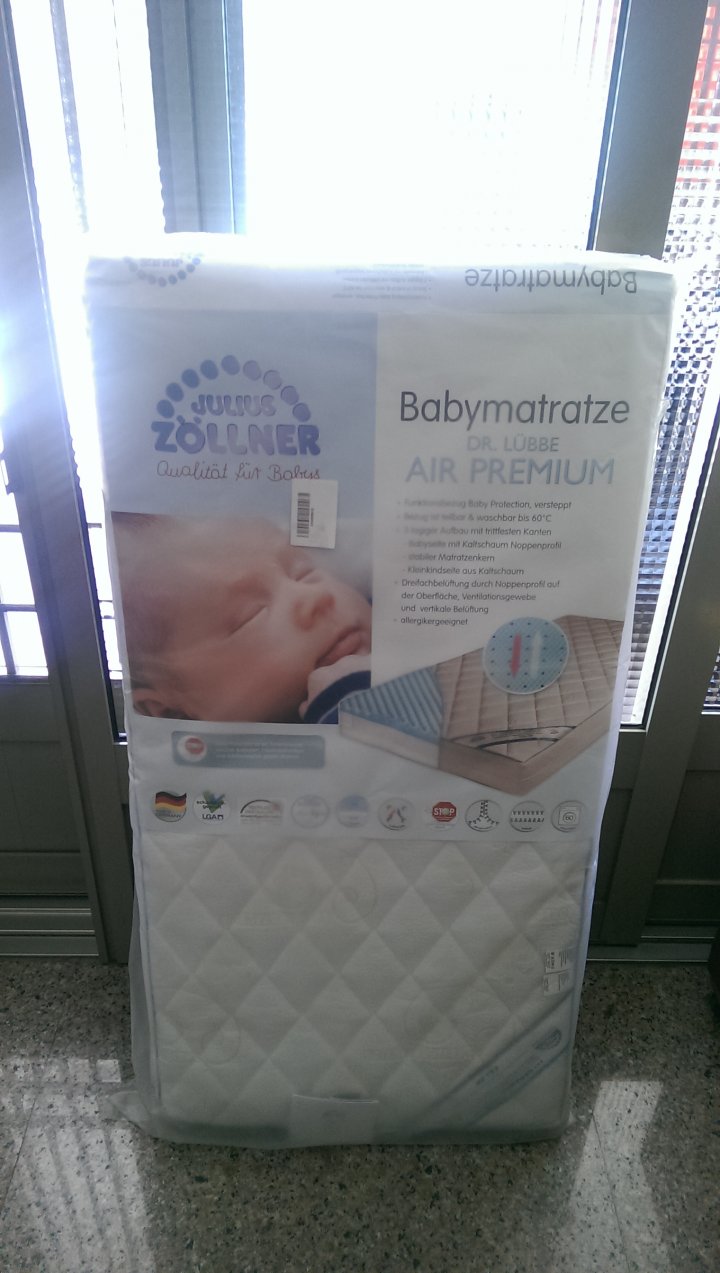 Babymatratze
JULIUS
ZÖLLNER
Qualität für Babys
Babymatratze
DR. LÜBBE
AIR PREMIUM
- Funktionsbezug Baby Protection, versteppt
- Bezug ist teilbar & waschbar bis 60°C
- 3 lagiger Aufbau mit trittfesten Kanten
- Babyseite mit Kaltschaum Noppenprofil
- stabiler Matratzenkern
- Kleinkindseite aus Kaltschaum
- Dreifachbelüftung durch Noppenprofil auf
der Oberfläche, Ventilationsgewebe
und vertikale Belüftung
- allergikergeeignet
LGA
STOP
60